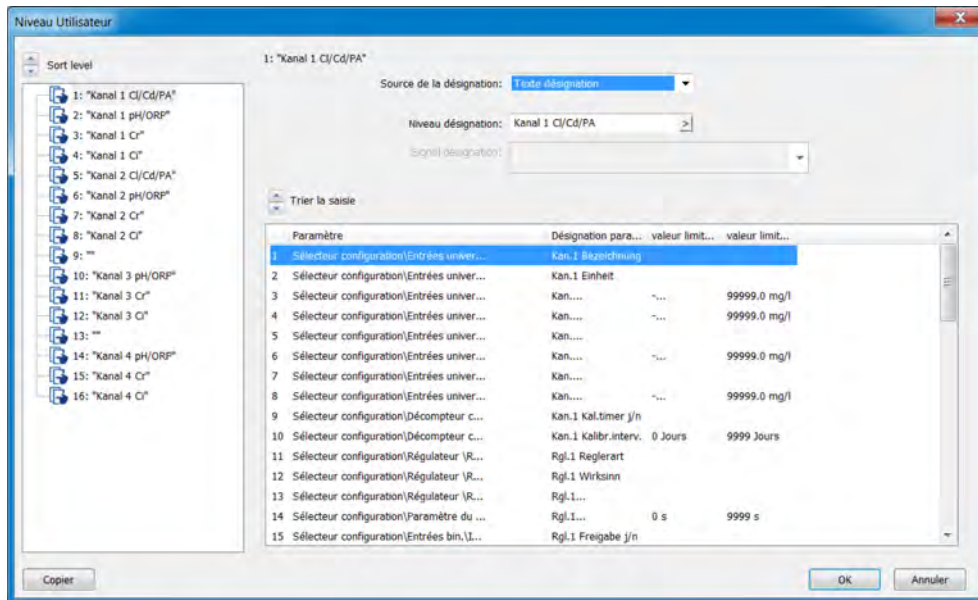 Niveau Utilisateur
Sort level
1: "Kanal 1 Cl/Cd/PA"
2: "Kanal 1 pH/ORP"
3: "Kanal 1 Cr"
4: "Kanal 1 Ci"
5: "Kanal 2 Cl/Cd/PA"
6: "Kanal 2 pH/ORP"
7: "Kanal 2 Cr"
8: "Kanal 2 Ci"
9: ""
10: "Kanal 3 pH/ORP"
11: "Kanal 3 Cr"
12: "Kanal 3 Ci"
13: ""
14: "Kanal 4 pH/ORP"
15: "Kanal 4 Cr"
16: "Kanal 4 Ci"
1: "Kanal 1 Cl/Cd/PA"
Source de la désignation: Texte désignation
Niveau désignation: Kanal 1 Cl/Cd/PA >
Signal désignation:
Trier la saisie
Paramètre Désignation para... valeur limit... valeur limit...
1 Sélecteur configuration\Entrées univer... Kan.1 Bezeichnung
2 Sélecteur configuration\Entrées univer... Kan.1 Einheit
3 Sélecteur configuration\Entrées univer... Kan.... -... 99999.0 mg/l
4 Sélecteur configuration\Entrées univer... Kan.... -... 99999.0 mg/l
5 Sélecteur configuration\Entrées univer... Kan....
6 Sélecteur configuration\Entrées univer... Kan.... -... 99999.0 mg/l
7 Sélecteur configuration\Entrées univer... Kan....
8 Sélecteur configuration\Entrées univer... Kan.... -... 99999.0 mg/l
9 Sélecteur configuration\Décompteur c... Kan.1 Kal.timer j/n
10 Sélecteur configuration\Décompteur c... Kan.1 Kalibr.interv. 0 Jours 9999 Jours
11 Sélecteur configuration\Régulateur \R... Rgl.1 Reglerart
12 Sélecteur configuration\Régulateur \R... Rgl.1 Wirksinn
13 Sélecteur configuration\Régulateur \R... Rgl.1...
14 Sélecteur configuration\Paramètre du ... Rgl.1... 0 s 9999 s
15 Sélecteur configuration\Entrées bin.\I... Rgl.1 Freigabe j/n
Copier
OK
Annuler